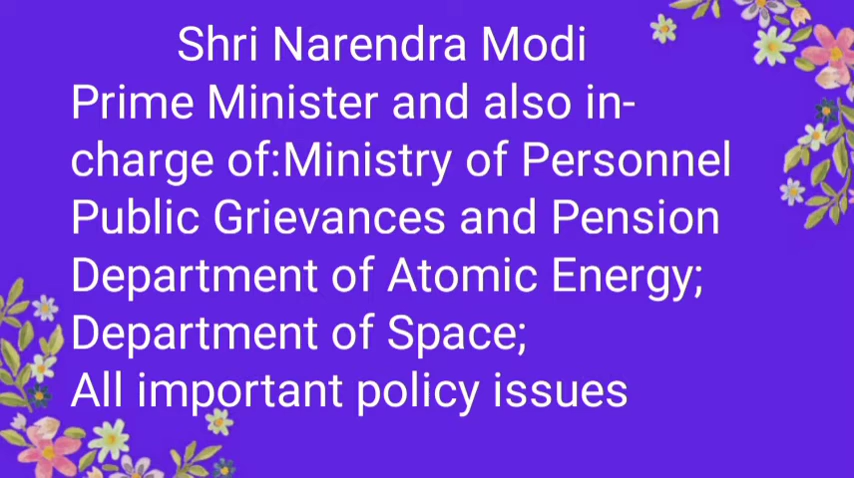 Shri Narendra Modi
Prime Minister and also in-
charge of:Ministry of Personnel
Public Grievances and Pension
Department of Atomic Energy;
Department of Space;
All important policy issues